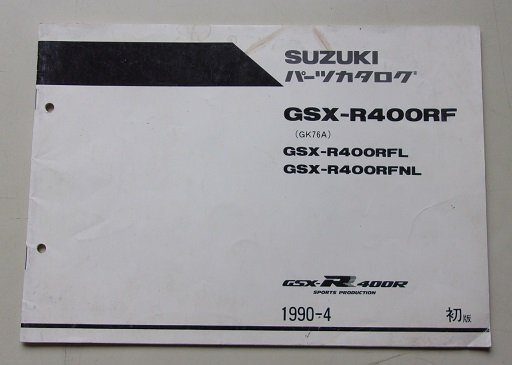 SUZUKI
パーツカタログ
GSX-R400RF
(GK76A)
GSX-R400RFL
GSX-R400RFNL
GSX-R 400R
SPORTS PRODUCTION
1990-4 初版